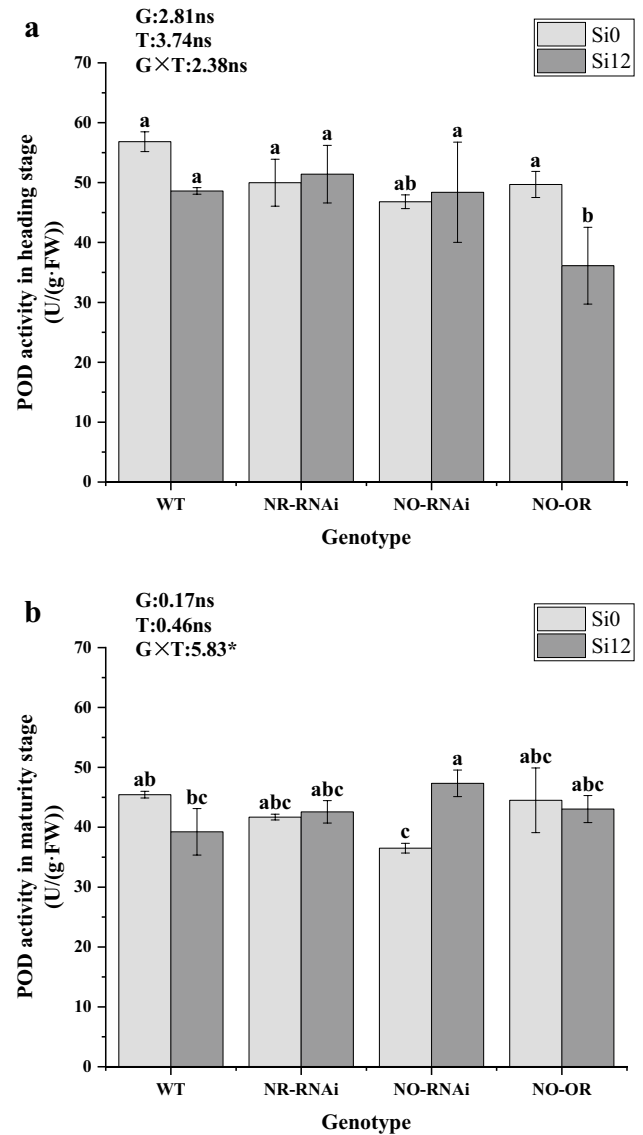 a
G:2.81ns
T:3.74ns
G×T:2.38ns
Si0
Si12
70
60
50
40
30
20
10
0
POD activity in heading stage
(U/(g·FW))
a
a
a
a
ab
a
a
b
WT
NR-RNAi
NO-RNAi
NO-OR
Genotype
b
G:0.17ns
T:0.46ns
G×T:5.83*
Si0
Si12
70
60
50
40
30
20
10
0
POD activity in maturity stage
(U/(g·FW))
ab
bc
abc
abc
c
a
abc
abc
WT
NR-RNAi
NO-RNAi
NO-OR
Genotype